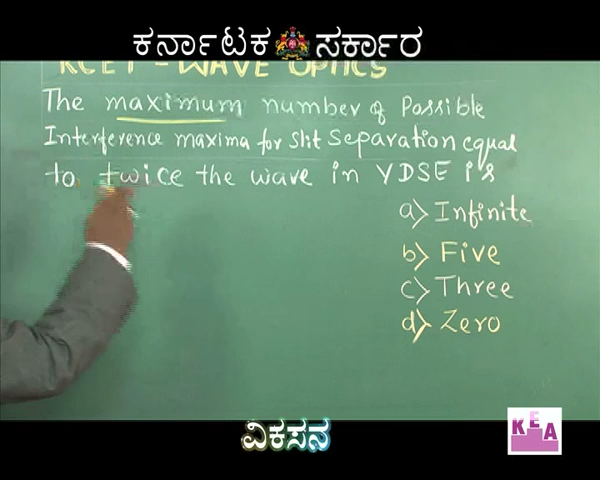 ಕರ್ನಾಟಕ ಸರ್ಕಾರ
KCET - WAVE OPTICS
The maximum number of Possible
Interference maxima for slit Separation equal
to twice the wave in YDSE is
a) Infinite
b) Five
c) Three
d) Zero
ವಿಕಸನ
KEA